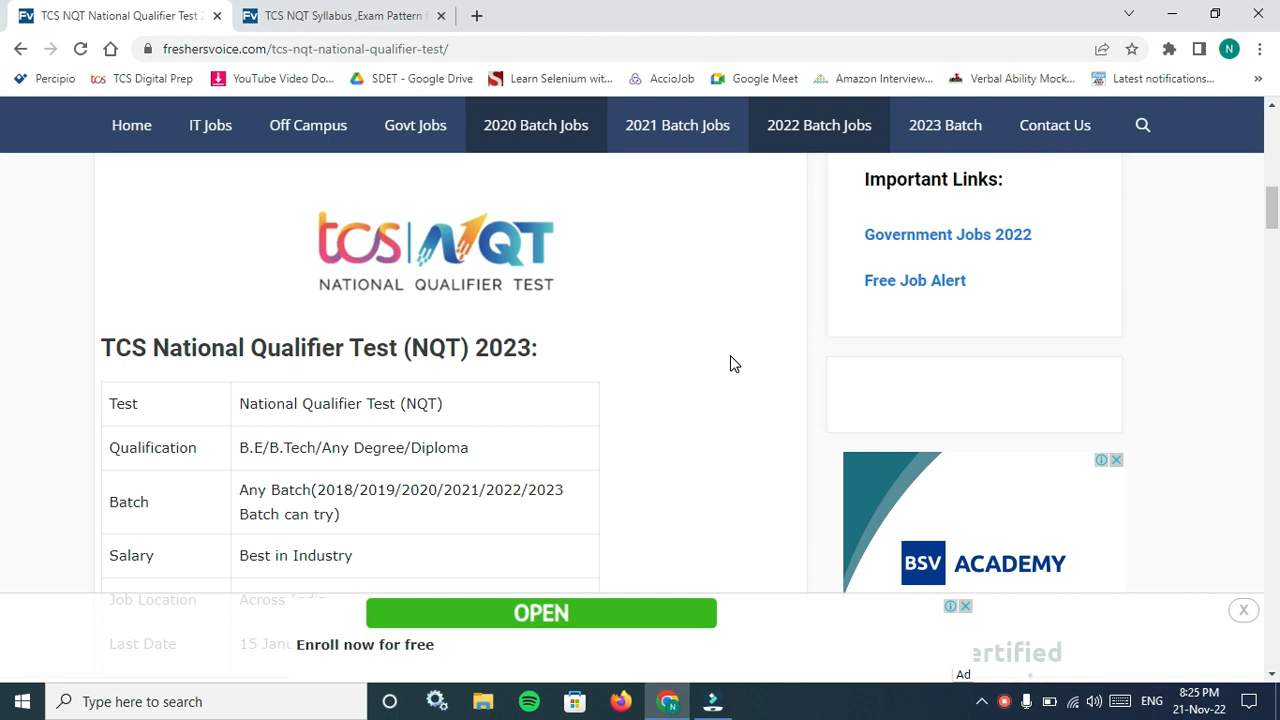 TCS NQT National Qualifier Test 2
TCS NQT Syllabus ,Exam Pattern f
freshersvoice.com/tcs-nqt-national-qualifier-test/
N
Percipio
TCS Digital Prep
YouTube Video Do...
SDET - Google Drive
Learn Selenium wit...
AccioJob
Google Meet
Amazon Interview...
Verbal Ability Mock...
Latest notifications...
»
Home
IT Jobs
Off Campus
Govt Jobs
2020 Batch Jobs
2021 Batch Jobs
2022 Batch Jobs
2023 Batch
Contact Us
tcs|NQT
NATIONAL QUALIFIER TEST
Important Links:
Government Jobs 2022
Free Job Alert
TCS National Qualifier Test (NQT) 2023:
Test National Qualifier Test (NQT)
Qualification B.E/B.Tech/Any Degree/Diploma
Batch Any Batch(2018/2019/2020/2021/2022/2023
Batch can try)
Salary Best in Industry
Job Location Across India
Last Date 15 Janu
BSV ACADEMY
OPEN
Enroll now for free
ertified
Ad
X
Type here to search
ENG
8:25 PM
21-Nov-22